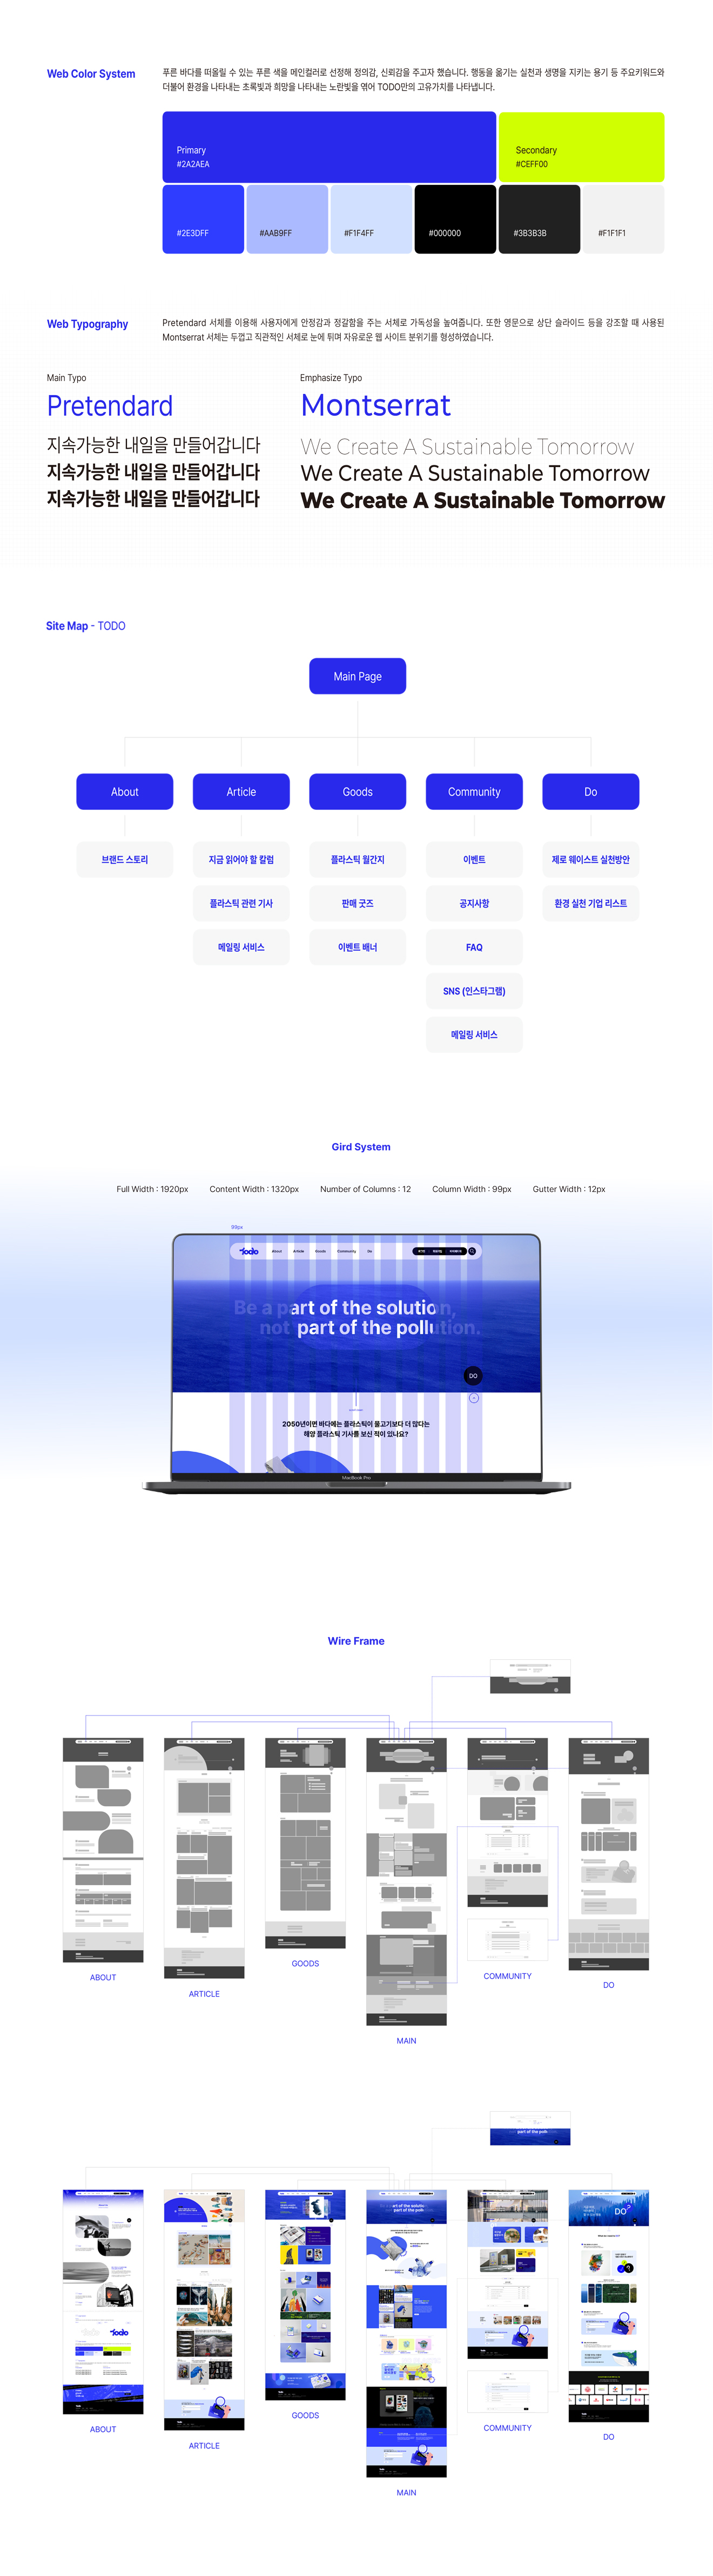 Web Color System
푸른 바다를 떠올릴 수 있는 푸른 색을 메인컬러로 선정해 정의감, 신뢰감을 주고자 했습니다. 행동을 옮기는 실천과 생명을 지키는 용기 등 주요키워드와
더불어 환경을 나타내는 초록빛과 희망을 나타내는 노란빛을 엮어 TODO만의 고유가치를 나타냅니다.
Primary
#2A2AEA
Secondary
#CEFF00
#2E3DFF
#AAB9FF
#F1F4FF
#000000
#3B3B3B
#F1F1F1
Web Typography
Pretendard 서체를 이용해 사용자에게 안정감과 정갈함을 주는 서체로 가독성을 높여줍니다. 또한 영문으로 상단 슬라이드 등을 강조할 때 사용된
Montserrat 서체는 두껍고 직관적인 서체로 눈에 뛰며 자유로운 웹 사이트 분위기를 형성하였습니다.
Main Typo
Pretendard
지속가능한 내일을 만들어갑니다
지속가능한 내일을 만들어갑니다
지속가능한 내일을 만들어갑니다
Emphasize Typo
Montserrat
We Create A Sustainable Tomorrow
We Create A Sustainable Tomorrow
We Create A Sustainable Tomorrow
Site Map - TODO
Main Page
About
Article
Goods
Community
Do
브랜드 스토리
지금 읽어야 할 칼럼
플라스틱 월간지
이벤트
제로 웨이스트 실천방안
플라스틱 관련 기사
판매 굿즈
공지사항
환경 실천 기업 리스트
메일링 서비스
이벤트 배너
FAQ
SNS (인스타그램)
메일링 서비스
Gird System
Full Width : 1920px
Content Width : 1320px
Number of Columns : 12
Column Width : 99px
Gutter Width : 12px
99px
Todo
About
Article
Goods
Community
Do
Be a part of the solution,
not part of the pollution.
DO
2050년이면 바다에는 플라스틱이 물고기보다 더 많다는
해양 플라스틱 기사를 보신 적이 있나요?
MacBook Pro
Wire Frame
ABOUT
ARTICLE
GOODS
MAIN
COMMUNITY
DO
part of the poll
DO
ABOUT
ARTICLE
GOODS
MAIN
COMMUNITY
DO